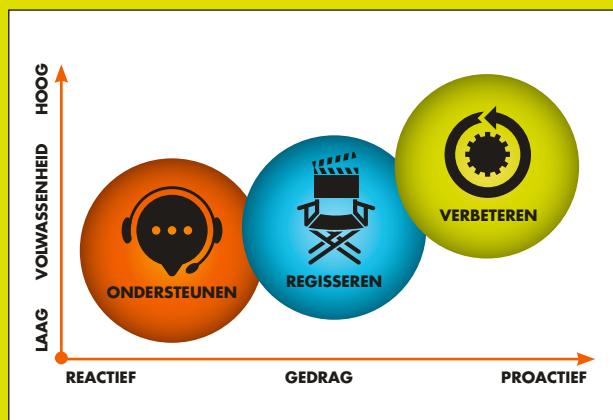 HOOG
VOLWASSENHEID
LAAG
ONDERSTEUNEN
REGISSEREN
VERBETEREN
REACTIEF
GEDRAG
PROACTIEF